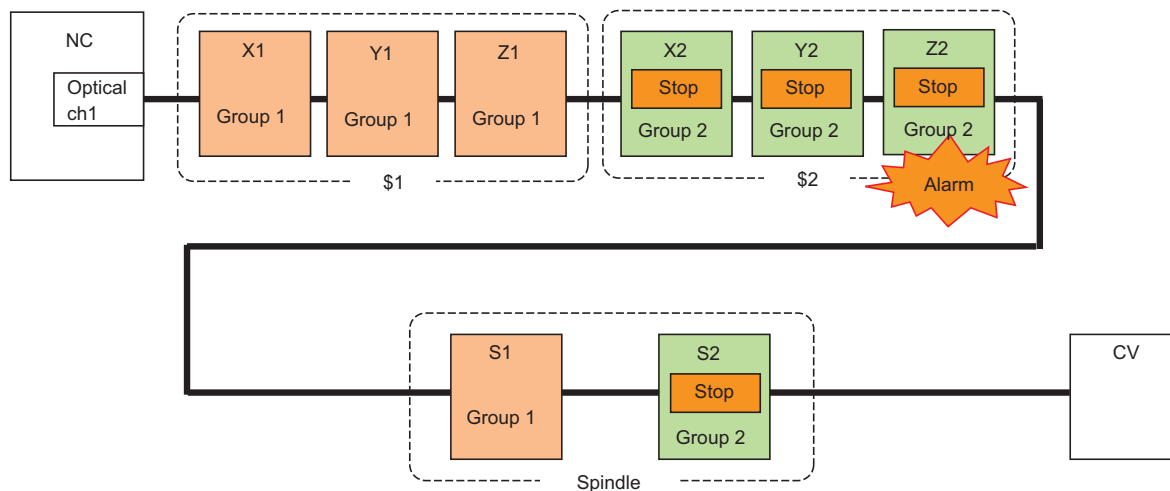 NC
Optical
ch1
X1
Group 1
Y1
Group 1
Z1
Group 1
$1
X2
Stop
Group 2
Y2
Stop
Group 2
Z2
Stop
Group 2
Alarm
$2
S1
Group 1
S2
Stop
Group 2
Spindle
CV